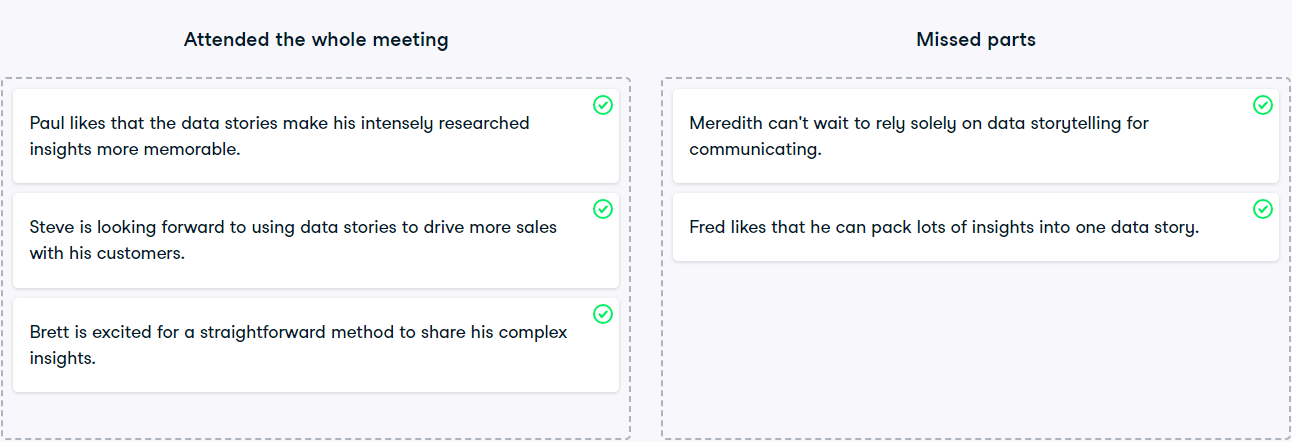 Attended the whole meeting
Paul likes that the data stories make his intensely researched
insights more memorable.
Steve is looking forward to using data stories to drive more sales
with his customers.
Brett is excited for a straightforward method to share his complex
insights.
Missed parts
Meredith can't wait to rely solely on data storytelling for
communicating.
Fred likes that he can pack lots of insights into one data story.